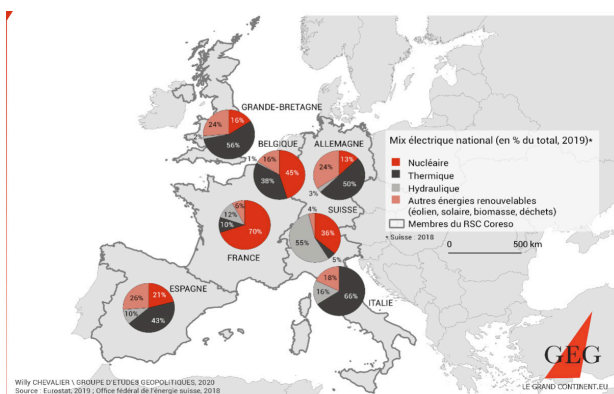 GRANDE-BRETAGNE
24%
16%
56%
BELGIQUE
1%
16%
45%
38%
ALLEMAGNE
13%
24%
3%
50%
SUISSE
4%
36%
55%
5%
6%
12%
10%
70%
FRANCE
ESPAGNE
26%
21%
10%
43%
18%
16%
66%
ITALIE
Mix électrique national (en % du total, 2019)*
Nucléaire
Thermique
Hydraulique
Autres énergies renouvelables
(éolien, solaire, biomasse, déchets)
Membres du RSC Coreso
* Suisse : 2018
0 500 km
GEG
LE GRAND CONTINENT.EU
Willy CHEVALIER \ GROUPE D'ETUDES GEOPOLITIQUES, 2020
Source : Eurostat, 2019 ; Office fédéral de l'énergie suisse, 2018